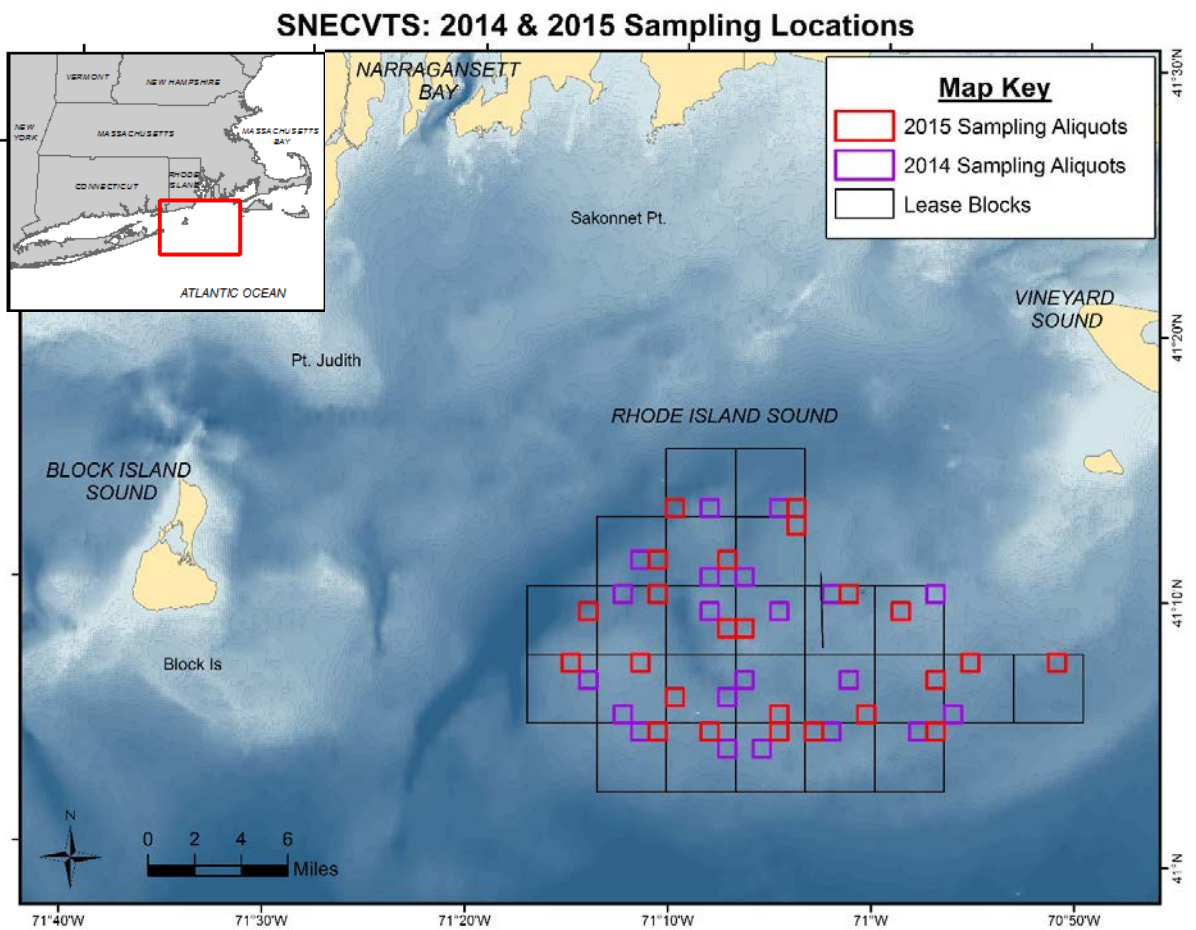 SNECVTS: 2014 & 2015 Sampling Locations
VERMONT
NEW HAMPSHIRE
NEW
YORK
MASSACHUSETTS
MASSACHUSETTS
BAY
CONNECTICUT
RHODE
ISLAND
ATLANTIC OCEAN
NARRAGANSETT
BAY
Map Key
2015 Sampling Aliquots
2014 Sampling Aliquots
Lease Blocks
Sakonnet Pt.
VINEYARD
SOUND
Pt. Judith
RHODE ISLAND SOUND
BLOCK ISLAND
SOUND
Block Is
N
0 2 4 6
Miles
41°30'N
41°20'N
41°10'N
41°N
71°40'W 71°30'W 71°20'W 71°10'W 71°W 70°50'W